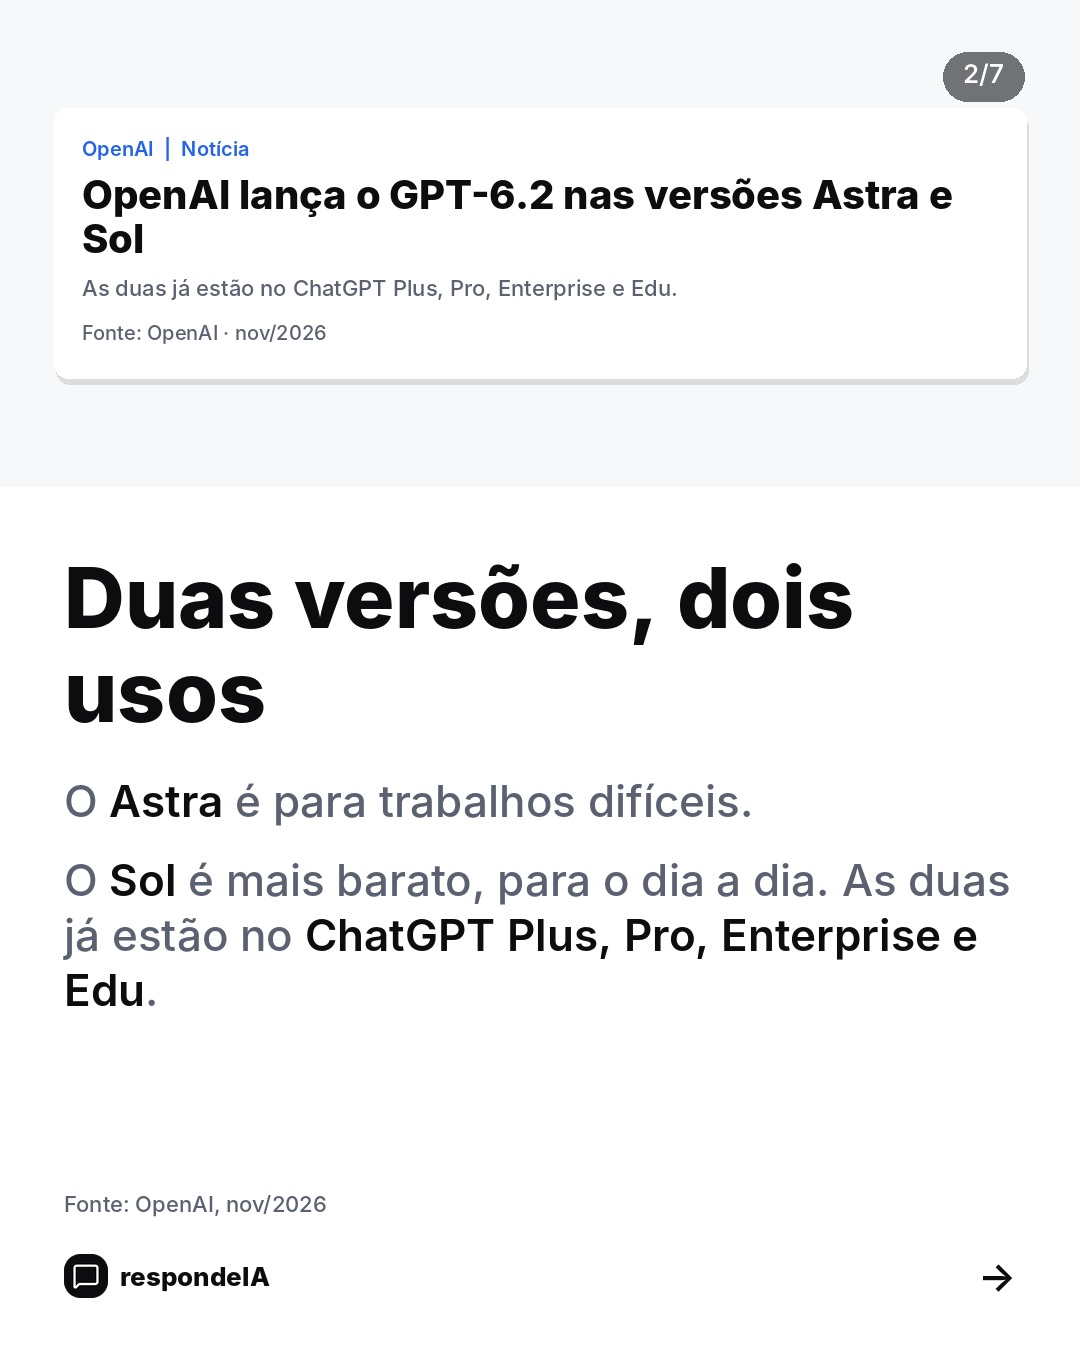 2/7
OpenAI | Notícia
OpenAI lança o GPT-6.2 nas versões Astra e
Sol
As duas já estão no ChatGPT Plus, Pro, Enterprise e Edu.
Fonte: OpenAI · nov/2026
Duas versões, dois
usos
O Astra é para trabalhos difíceis.
O Sol é mais barato, para o dia a dia. As duas
já estão no ChatGPT Plus, Pro, Enterprise e
Edu.
Fonte: OpenAI, nov/2026
respondeIA